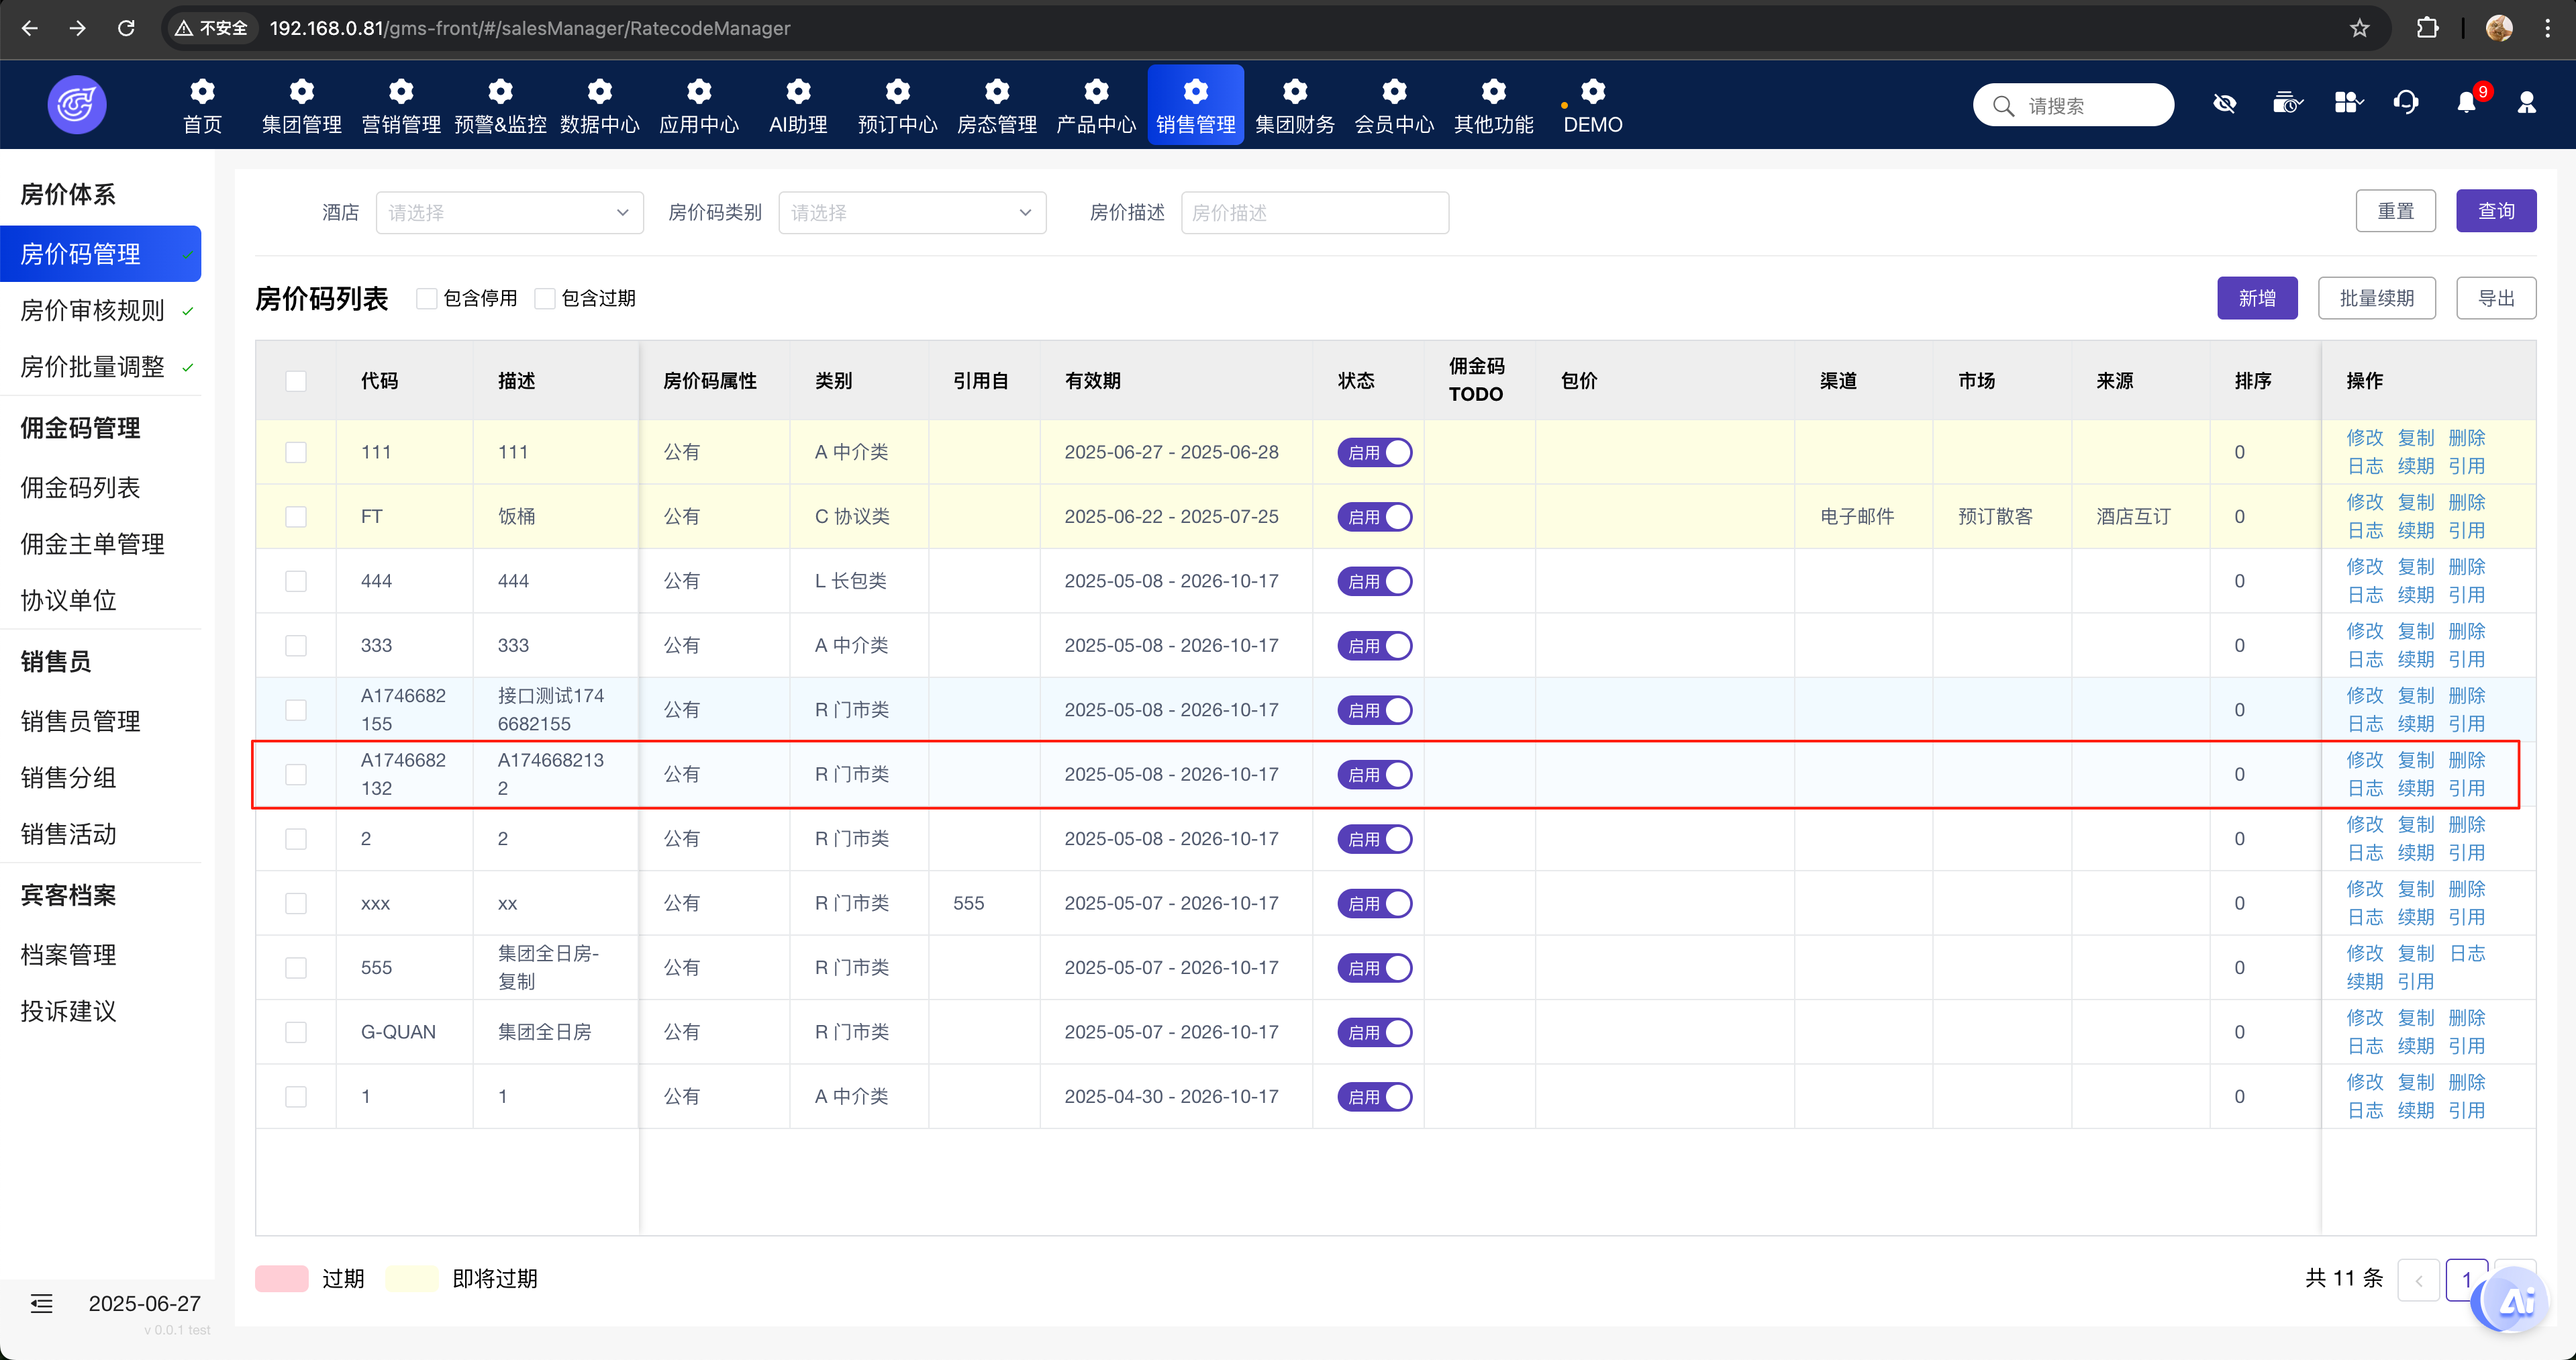 不安全 192.168.0.81/gms-front/#/salesManager/RatecodeManager
首页 集团管理 营销管理 预警&监控 数据中心 应用中心 AI助理 预订中心 房态管理 产品中心 销售管理 集团财务 会员中心 其他功能 DEMO
请搜索
9
房价体系
房价码管理
房价审核规则
房价批量调整
佣金码管理
佣金码列表
佣金主单管理
协议单位
销售员
销售员管理
销售分组
销售活动
宾客档案
档案管理
投诉建议
2025-06-27
v 0.0.1 test
酒店 请选择 房价码类别 请选择 房价描述 房价描述 重置 查询
房价码列表 包含停用 包含过期 新增 批量续期 导出
代码 描述 房价码属性 类别 引用自 有效期 状态 佣金码 包价 渠道 市场 来源 排序 操作
TODO
111 111 公有 A 中介类 2025-06-27 - 2025-06-28 启用 0 修改 复制 删除
日志 续期 引用
FT 饭桶 公有 C 协议类 2025-06-22 - 2025-07-25 启用 电子邮件 预订散客 酒店互订 0 修改 复制 删除
日志 续期 引用
444 444 公有 L 长包类 2025-05-08 - 2026-10-17 启用 0 修改 复制 删除
日志 续期 引用
333 333 公有 A 中介类 2025-05-08 - 2026-10-17 启用 0 修改 复制 删除
日志 续期 引用
A1746682 接口测试174 公有 R 门市类 2025-05-08 - 2026-10-17 启用 0 修改 复制 删除
155 6682155 日志 续期 引用
A1746682 A174668213 公有 R 门市类 2025-05-08 - 2026-10-17 启用 0 修改 复制 删除
132 2 日志 续期 引用
2 2 公有 R 门市类 2025-05-08 - 2026-10-17 启用 0 修改 复制 删除
日志 续期 引用
xxx xx 公有 R 门市类 555 2025-05-07 - 2026-10-17 启用 0 修改 复制 删除
日志 续期 引用
555 集团全日房- 公有 R 门市类 2025-05-07 - 2026-10-17 启用 0 修改 复制 日志
复制 续期 引用
G-QUAN 集团全日房 公有 R 门市类 2025-05-07 - 2026-10-17 启用 0 修改 复制 删除
日志 续期 引用
1 1 公有 A 中介类 2025-04-30 - 2026-10-17 启用 0 修改 复制 删除
日志 续期 引用
过期 即将过期 共 11 条 1
Ai